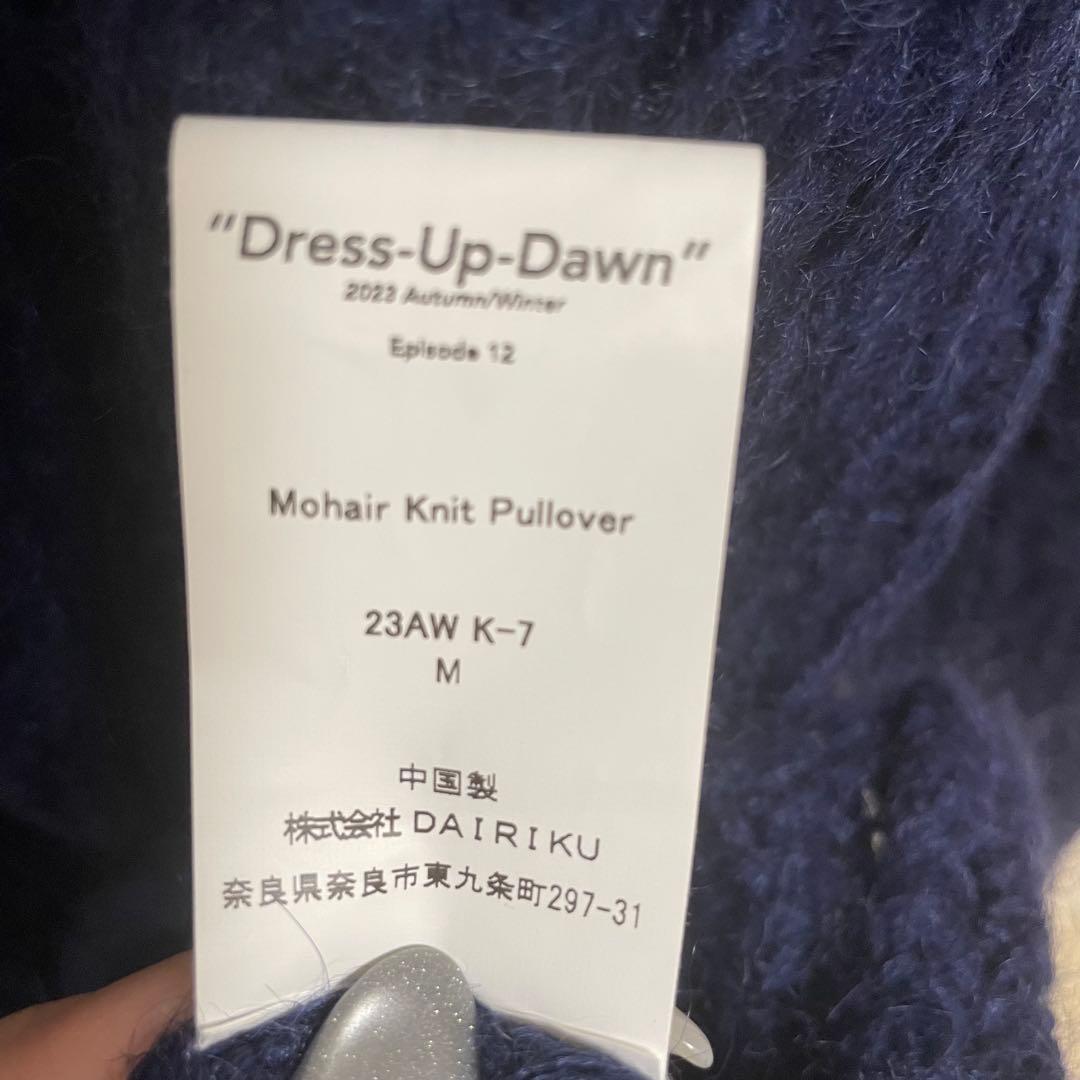 “Dress-Up-Dawn”
2023 Autumn/Winter
Episode 12
Mohair Knit Pullover
23AW K-7
M
中国製
株式会社 DAIRIKU
奈良県奈良市東九条町297-31